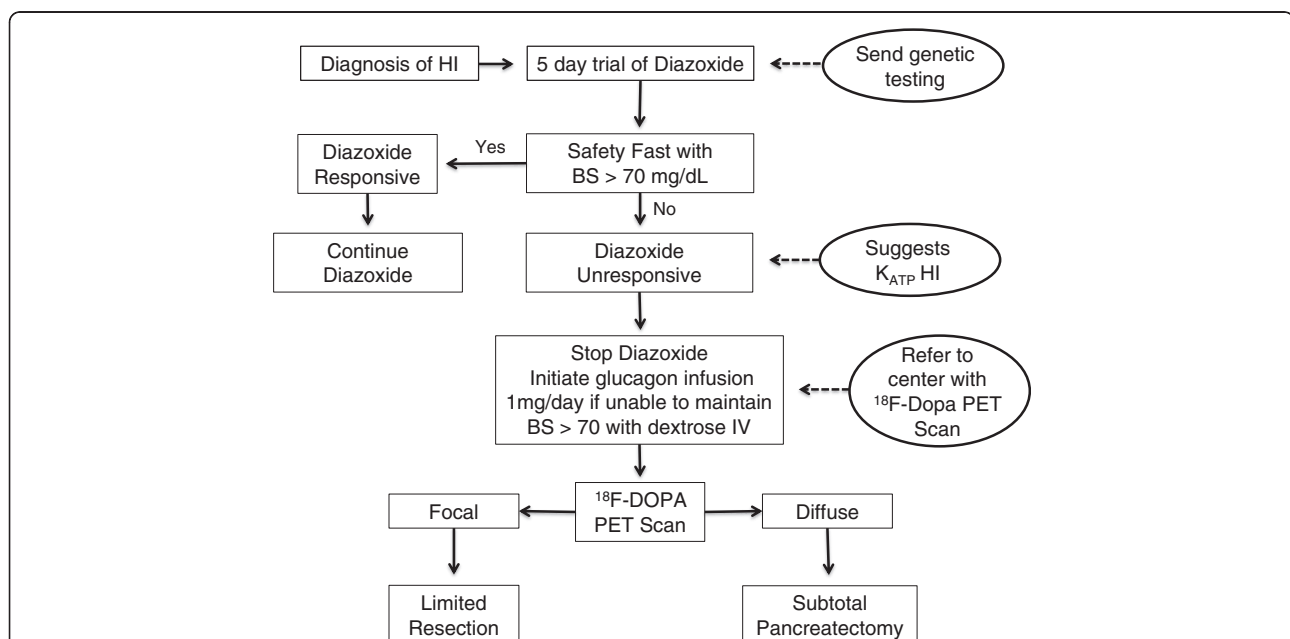 Diagnosis of HI
5 day trial of Diazoxide
Send genetic
testing
Yes
Diazoxide
Responsive
Safety Fast with
BS > 70 mg/dL
No
Continue
Diazoxide
Diazoxide
Unresponsive
Suggests
K_ATP HI
Stop Diazoxide
Initiate glucagon infusion
1mg/day if unable to maintain
BS > 70 with dextrose IV
Refer to
center with
¹⁸F-Dopa PET
Scan
Focal
¹⁸F-DOPA
PET Scan
Diffuse
Limited
Resection
Subtotal
Pancreatectomy